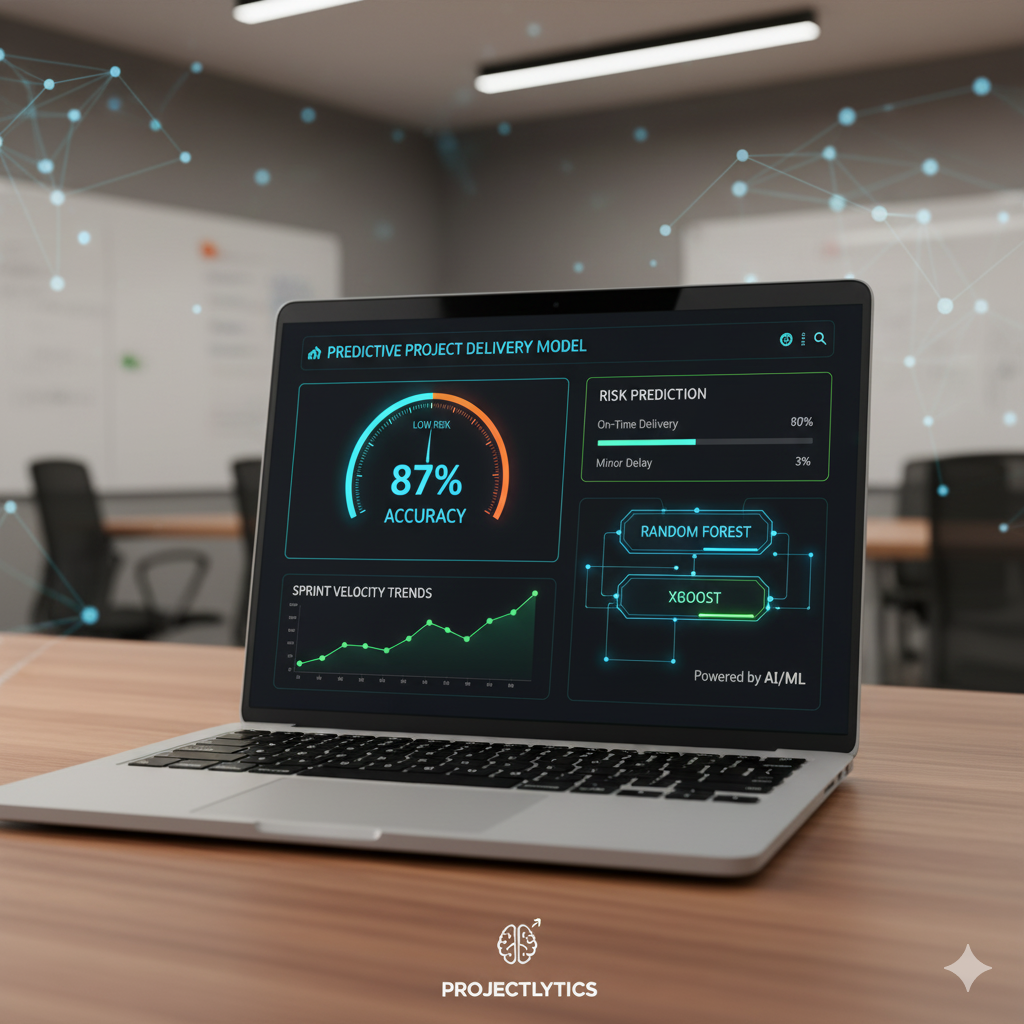 PREDICTIVE PROJECT DELIVERY MODEL
LOW RISK
87%
ACCURACY
RISK PREDICTION
On-Time Delivery 80%
Minor Delay 3%
SPRINT VELOCITY TRENDS
RANDOM FOREST
XBOOST
Powered by AI/ML
PROJECTLYTICS